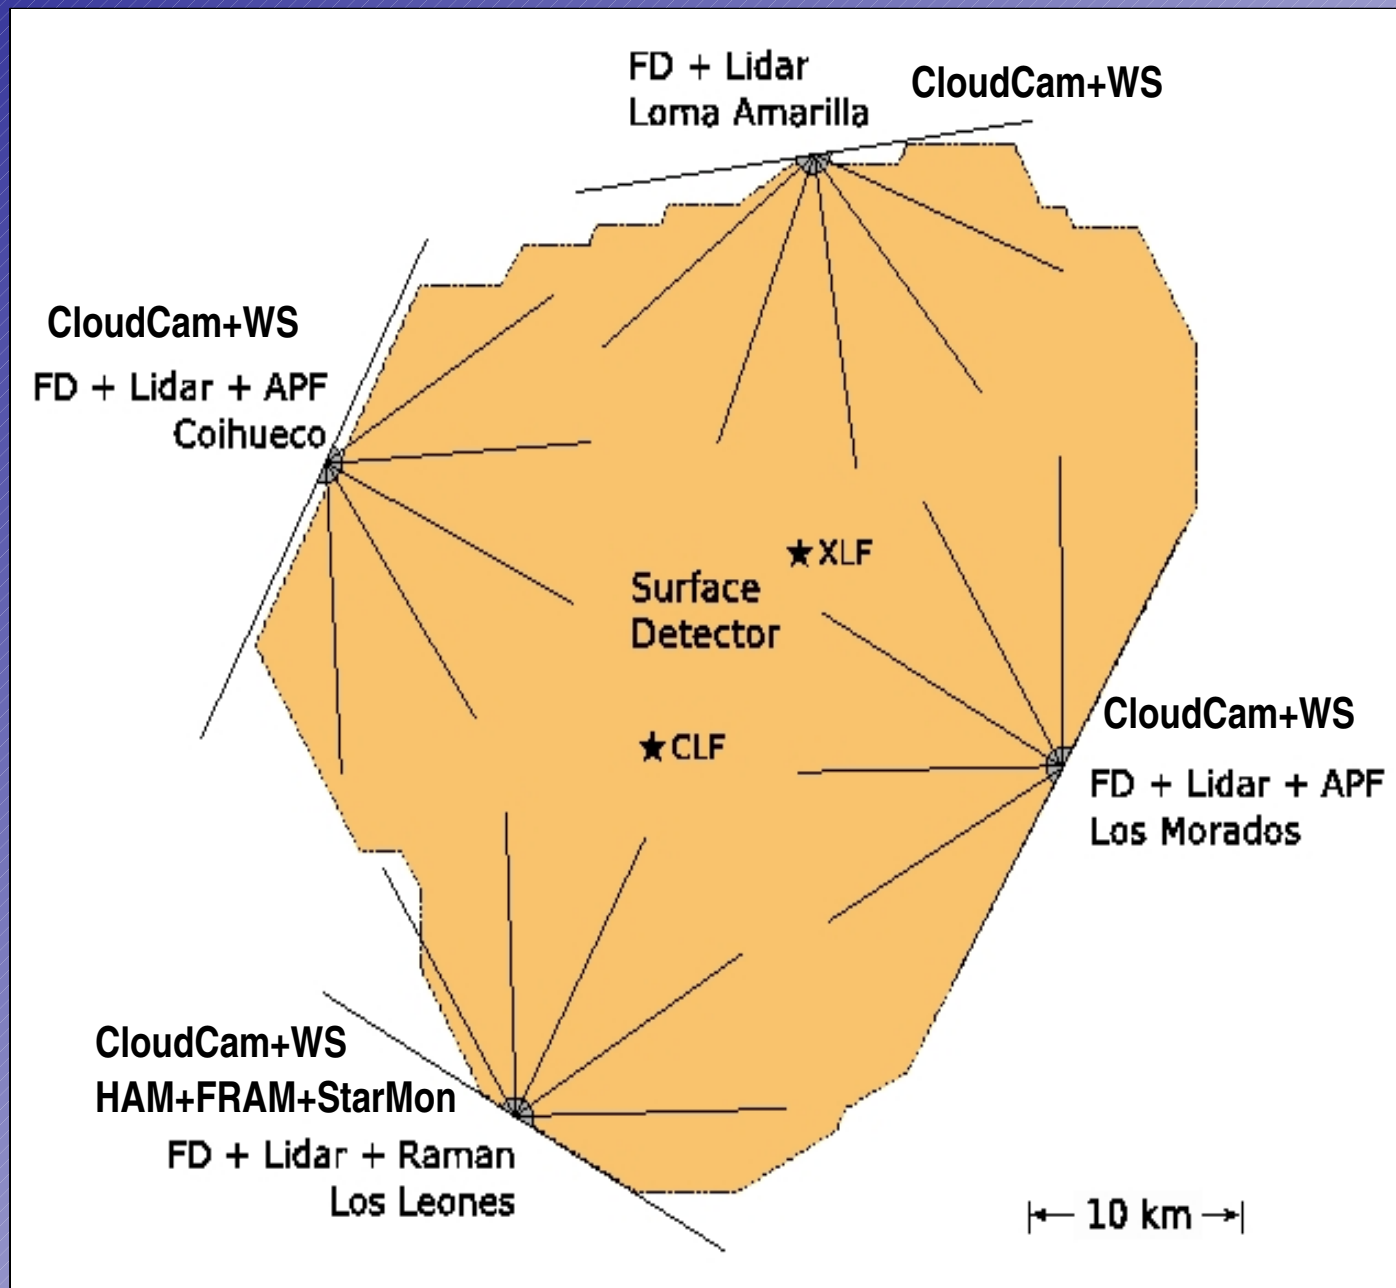 FD + Lidar
Loma Amarilla
CloudCam+WS
CloudCam+WS
FD + Lidar + APF
Coihueco
★XLF
Surface
Detector
★CLF
CloudCam+WS
FD + Lidar + APF
Los Morados
CloudCam+WS
HAM+FRAM+StarMon
FD + Lidar + Raman
Los Leones
10 km